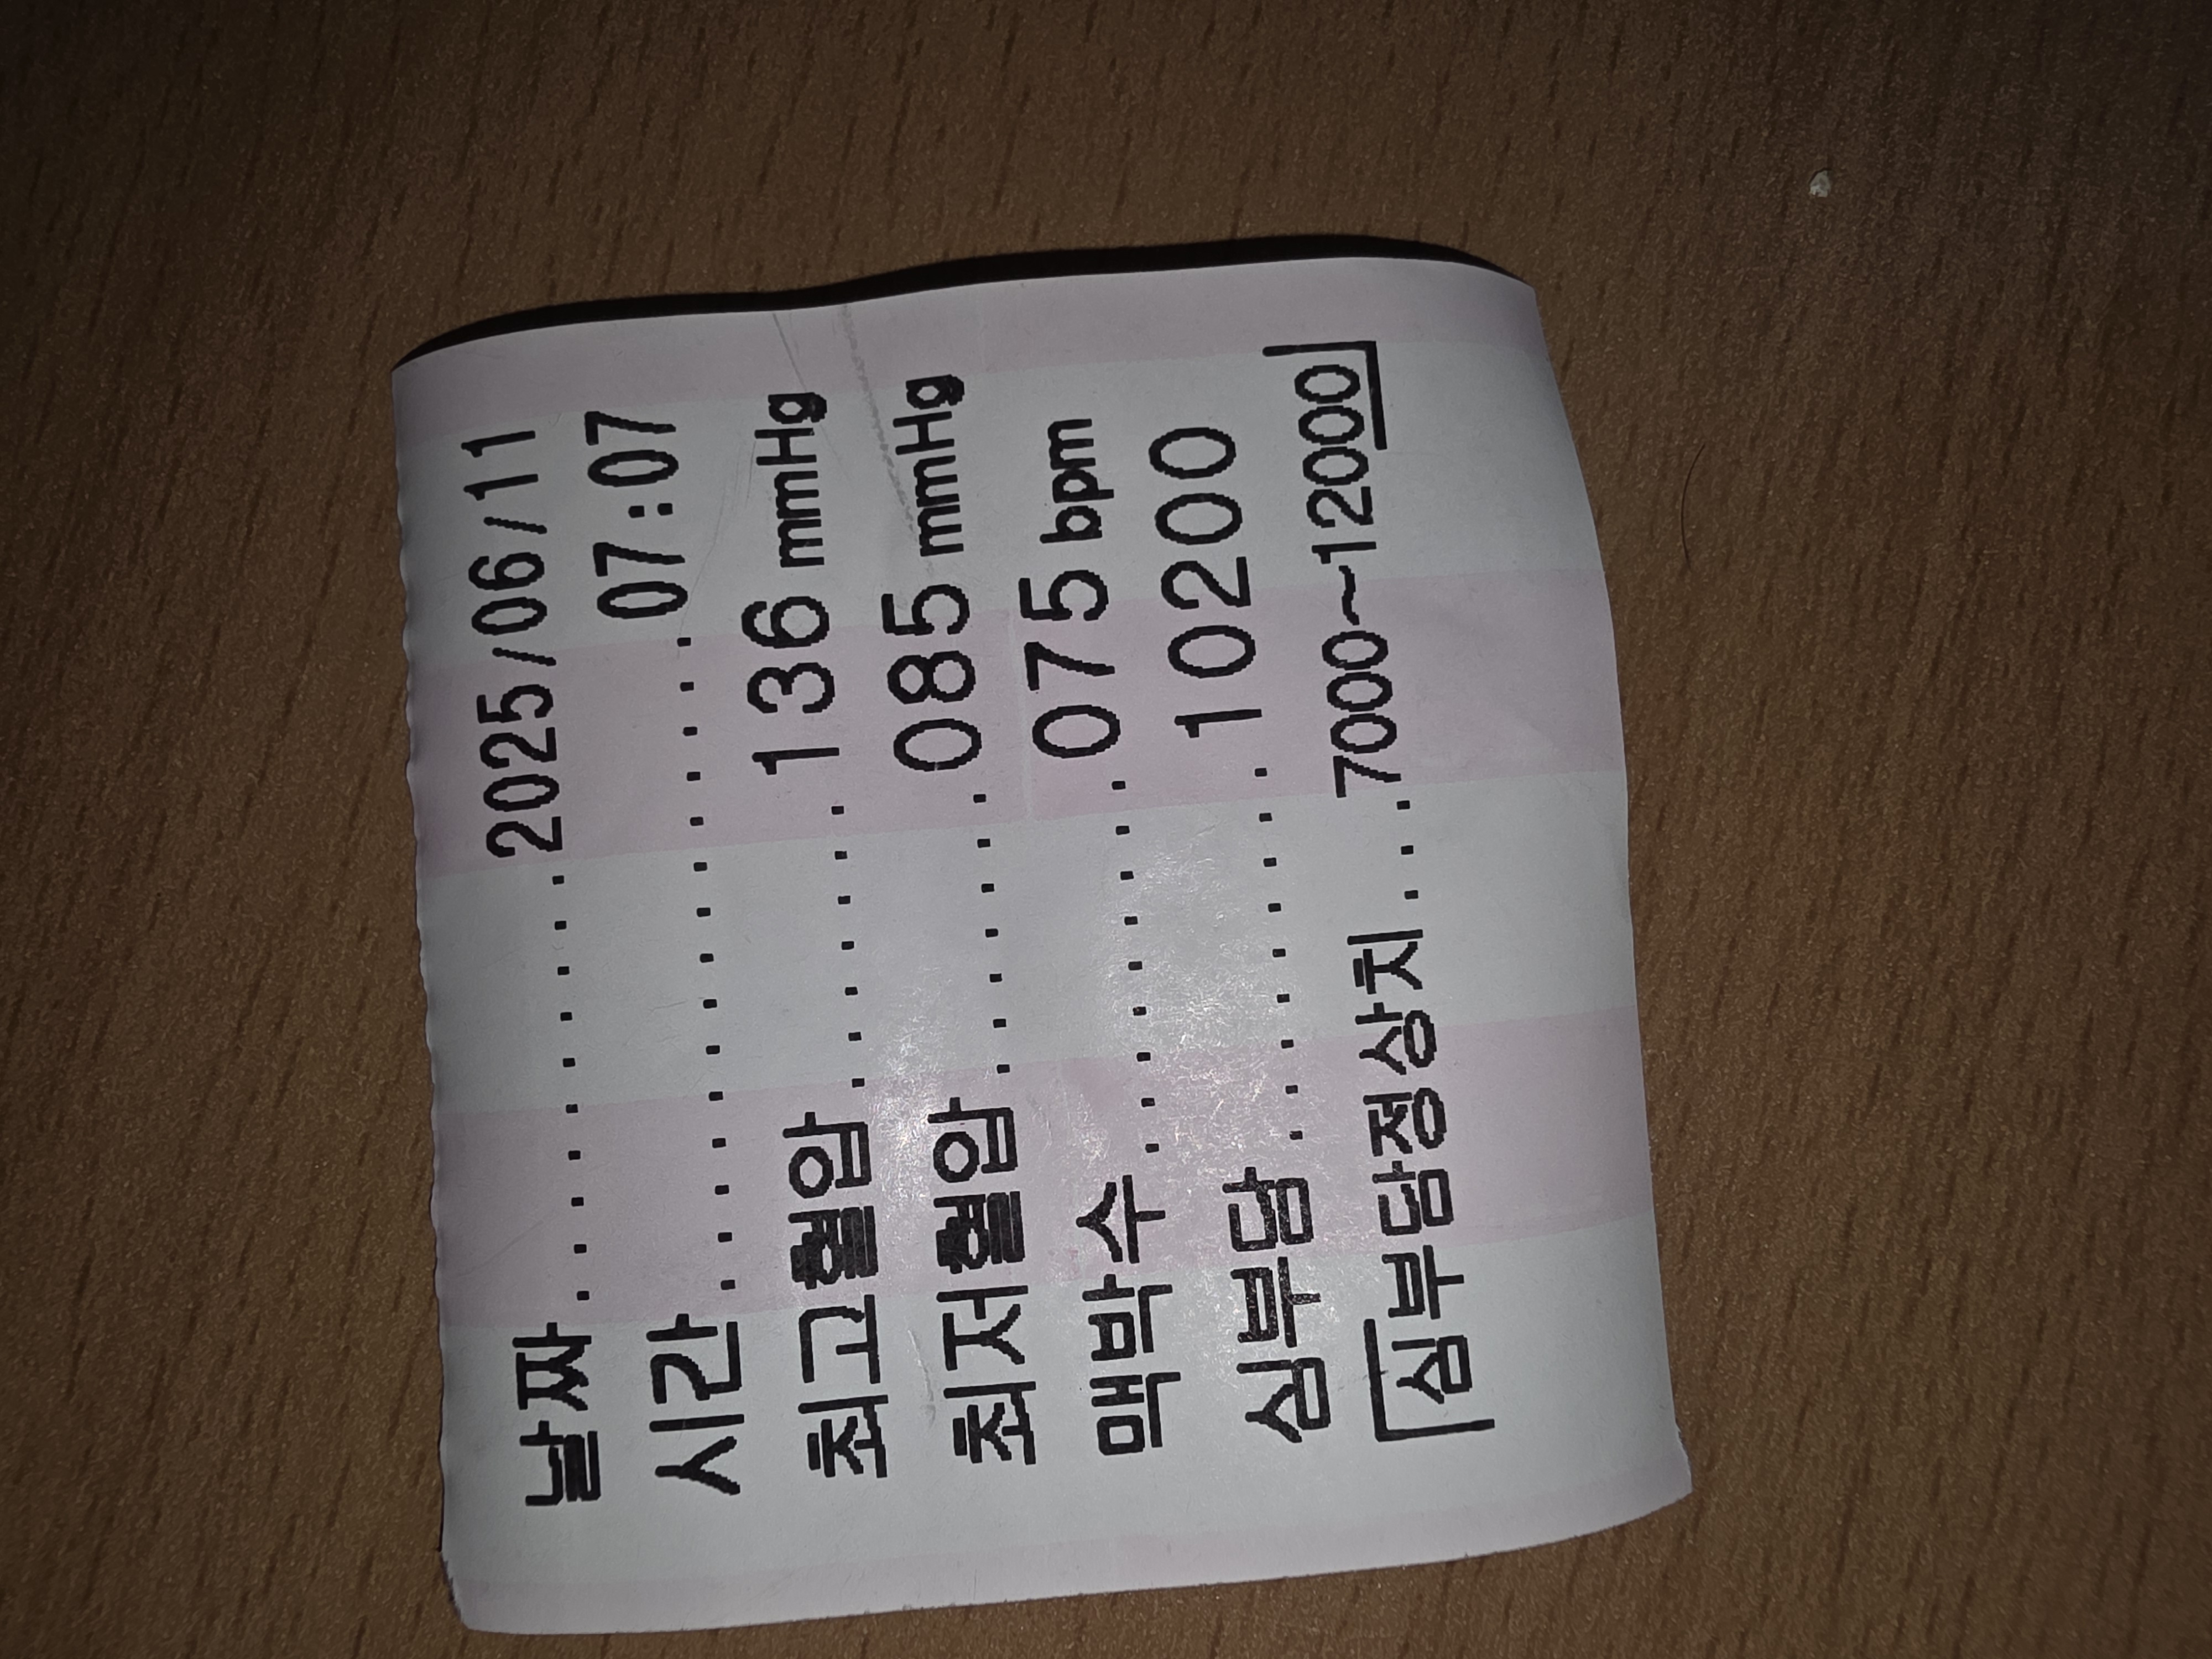 날짜..........2025/06/11
시간...............07:07
최고혈압.......136 mmHg
최저혈압.......085 mmHg
맥박수.........075 bpm
심부담.........10200
심부담정상치...7000~12000